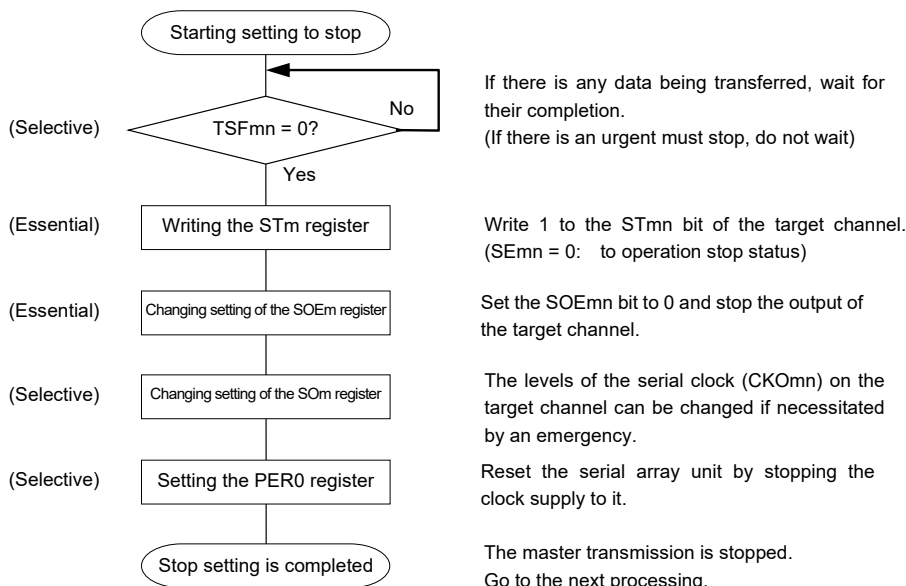 Starting setting to stop
(Selective)
TSFmn = 0?
No
Yes
If there is any data being transferred, wait for
their completion.
(If there is an urgent must stop, do not wait)
(Essential)
Writing the STm register
Write 1 to the STmn bit of the target channel.
(SEmn = 0: to operation stop status)
(Essential)
Changing setting of the SOEm register
Set the SOEmn bit to 0 and stop the output of
the target channel.
(Selective)
Changing setting of the SOm register
The levels of the serial clock (CKOmn) on the
target channel can be changed if necessitated
by an emergency.
(Selective)
Setting the PER0 register
Reset the serial array unit by stopping the
clock supply to it.
Stop setting is completed
The master transmission is stopped.
Go to the next processing.